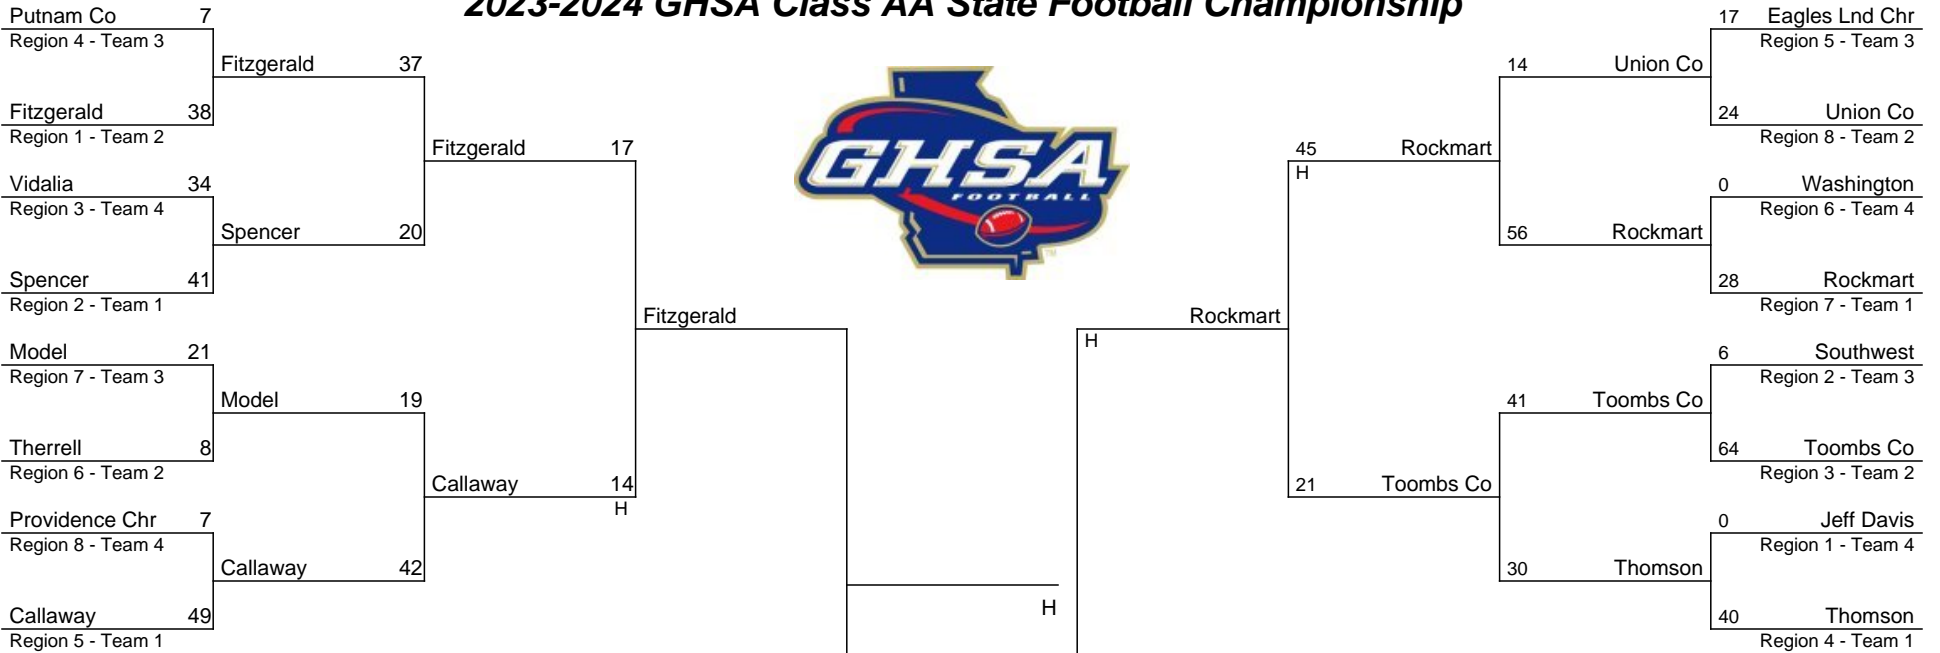 2023-2024 GHSA Class AA State Football Championship
Putnam Co 7
Region 4 - Team 3
Fitzgerald 37
Fitzgerald 38
Region 1 - Team 2
Fitzgerald 17
Vidalia 34
Region 3 - Team 4
Spencer 20
Spencer 41
Region 2 - Team 1
Fitzgerald
Model 21
Region 7 - Team 3
Model 19
Therrell 8
Region 6 - Team 2
Callaway 14
H
Providence Chr 7
Region 8 - Team 4
Callaway 42
Callaway 49
Region 5 - Team 1
GHSA
FOOTBALL
TM
H
17 Eagles Lnd Chr
Region 5 - Team 3
14 Union Co
24 Union Co
Region 8 - Team 2
45 Rockmart
H
0 Washington
Region 6 - Team 4
56 Rockmart
28 Rockmart
Region 7 - Team 1
Rockmart
H
6 Southwest
Region 2 - Team 3
41 Toombs Co
64 Toombs Co
Region 3 - Team 2
21 Toombs Co
0 Jeff Davis
Region 1 - Team 4
30 Thomson
40 Thomson
Region 4 - Team 1